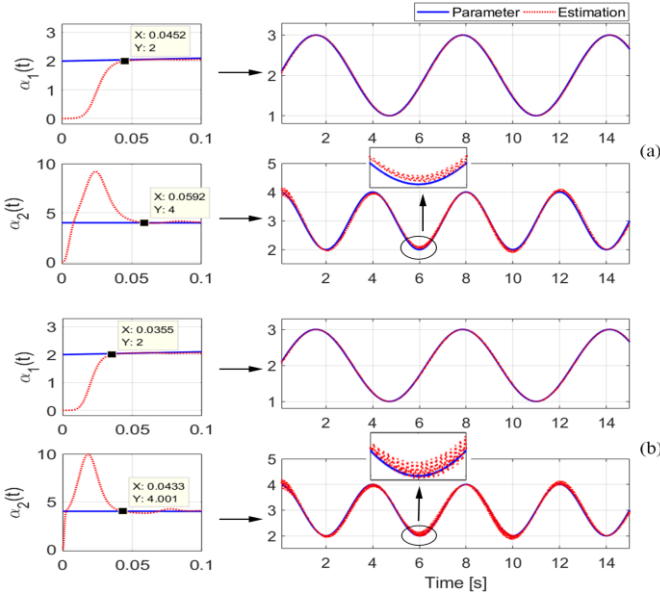 Parameter Estimation
X: 0.0452
Y: 2
α1(t)
3
2
1
0
0 0.05 0.1
3
2
1
2 4 6 8 10 12 14
(a)
X: 0.0592
Y: 4
α2(t)
10
5
0
0 0.05 0.1
5
4
3
2
2 4 6 8 10 12 14
X: 0.0355
Y: 2
α1(t)
3
2
1
0
0 0.05 0.1
3
2
1
2 4 6 8 10 12 14
(b)
X: 0.0433
Y: 4.001
α2(t)
10
5
0
0 0.05 0.1
5
4
3
2
0 2 4 6 8 10 12 14
Time [s]